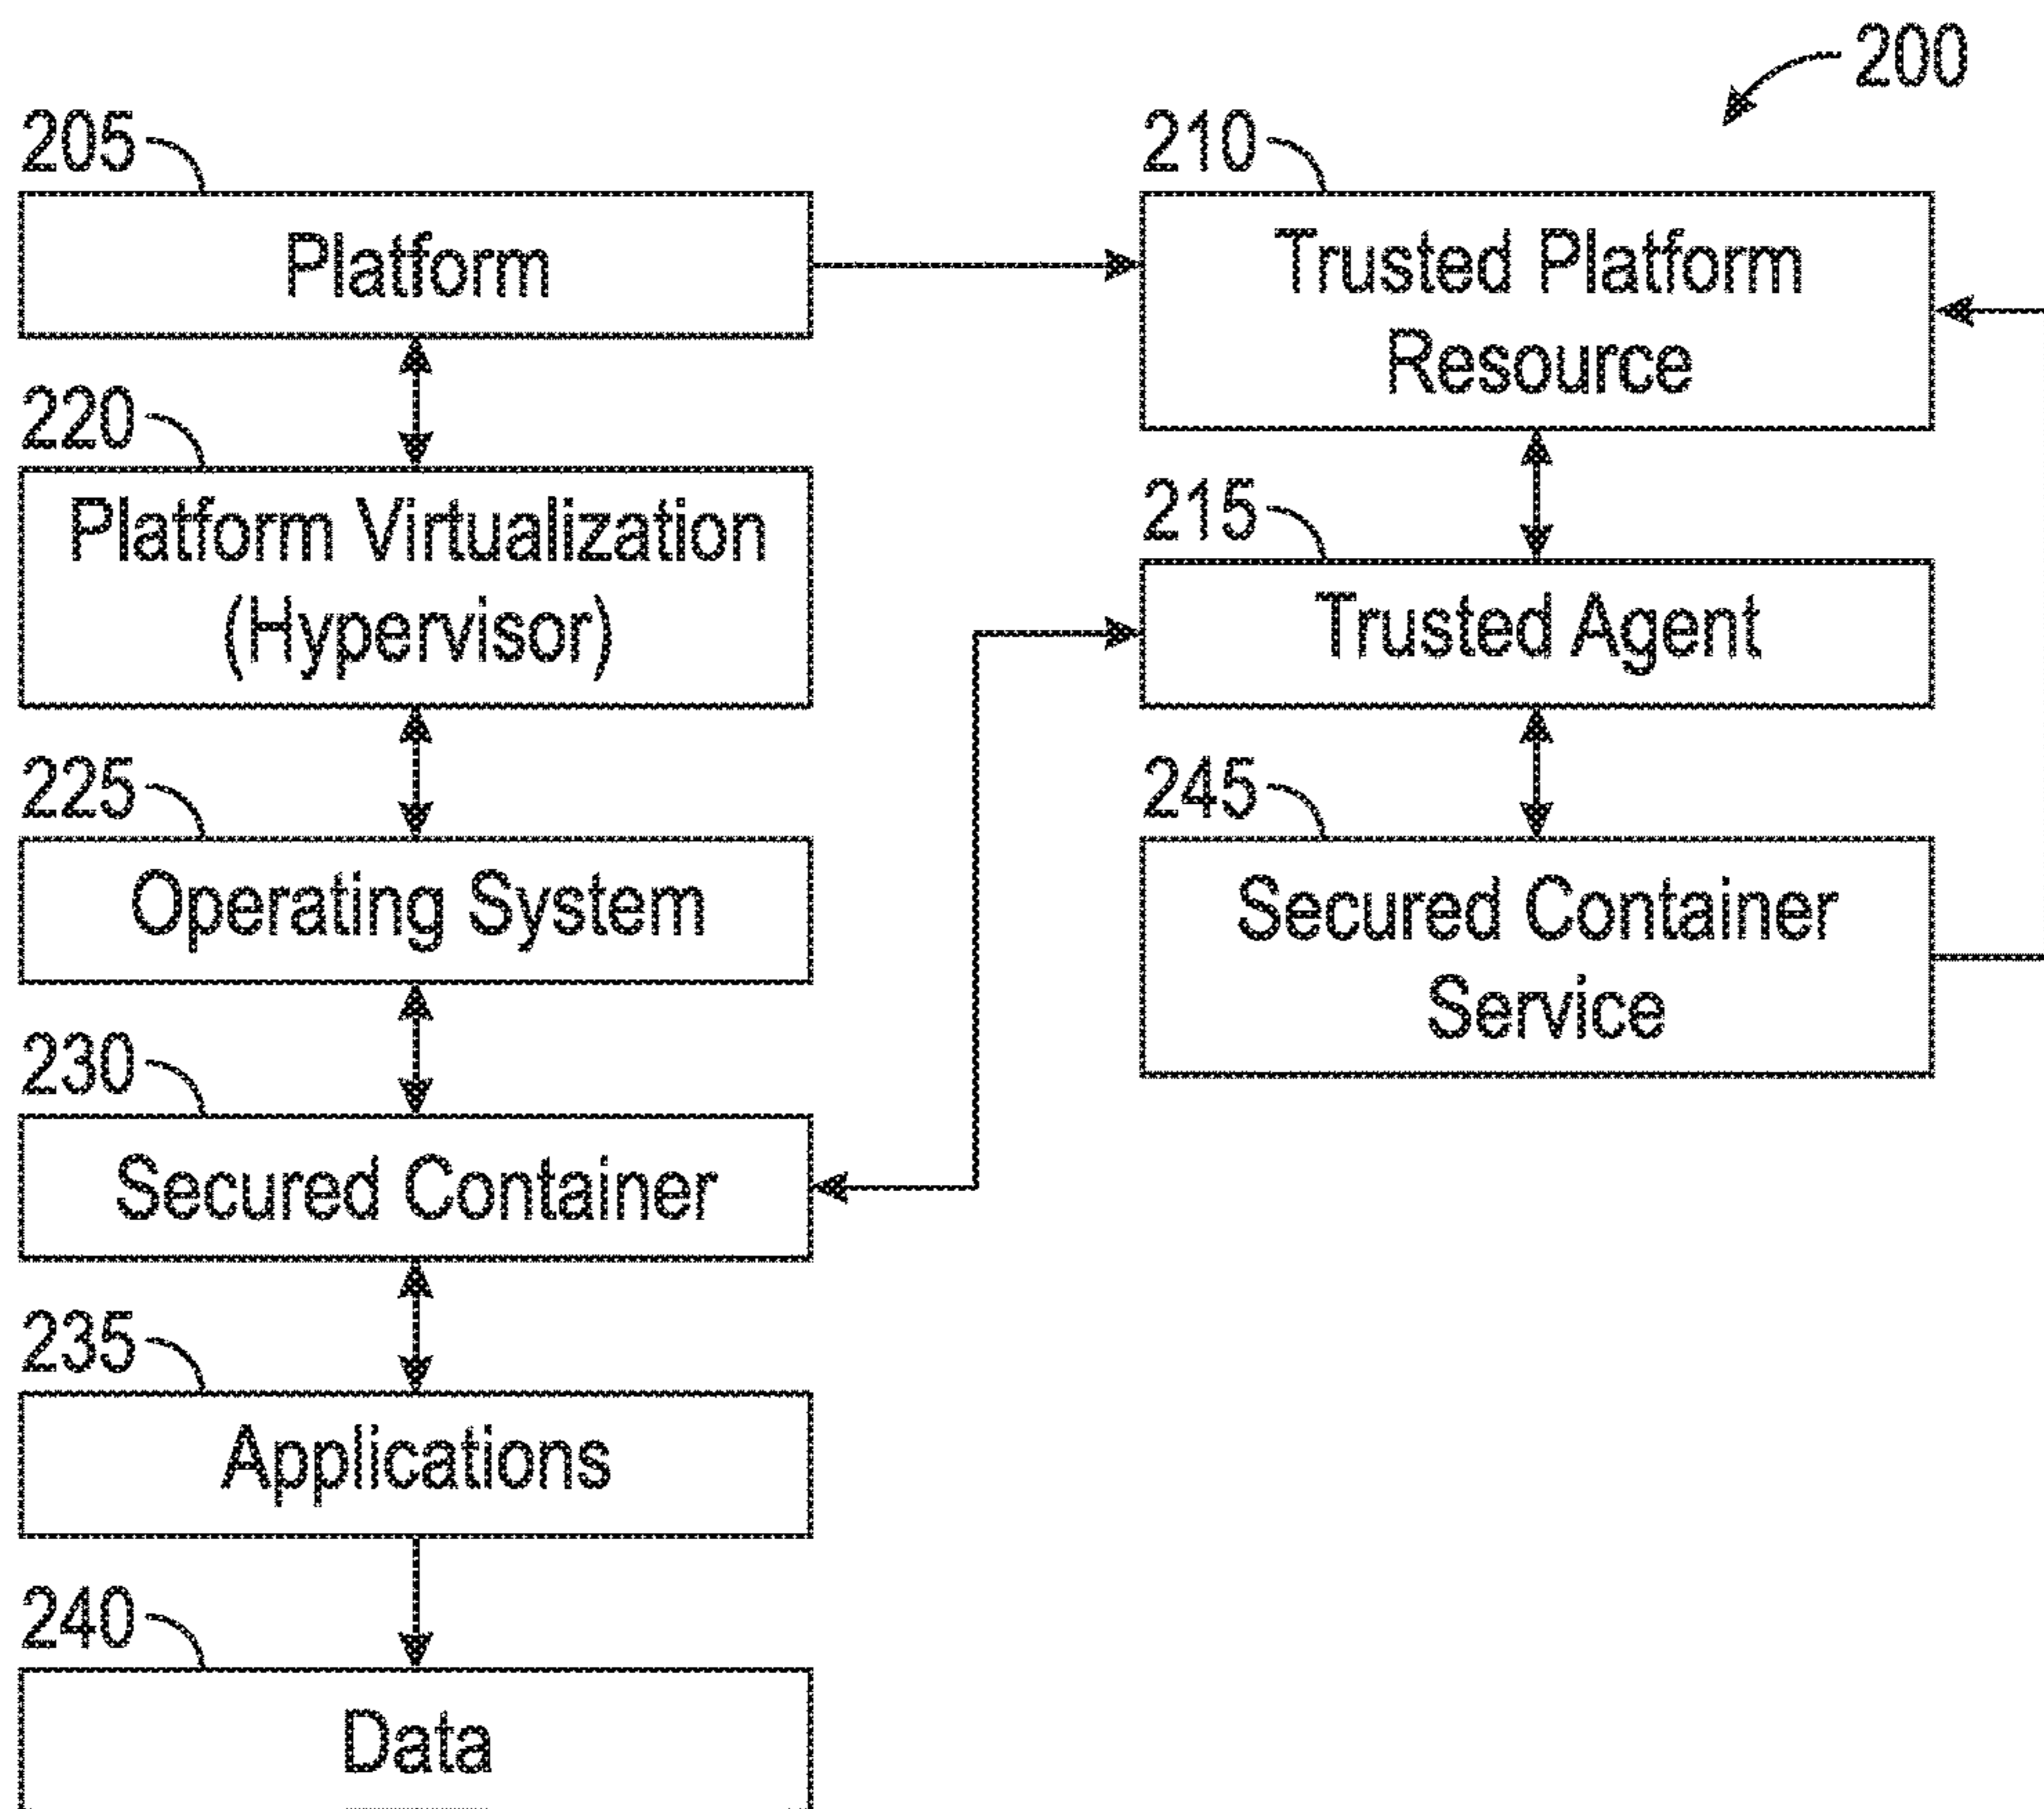 200
205
Platform
210
Trusted Platform
Resource
220
Platform Virtualization
(Hypervisor)
215
Trusted Agent
225
Operating System
245
Secured Container
Service
230
Secured Container
235
Applications
240
Data